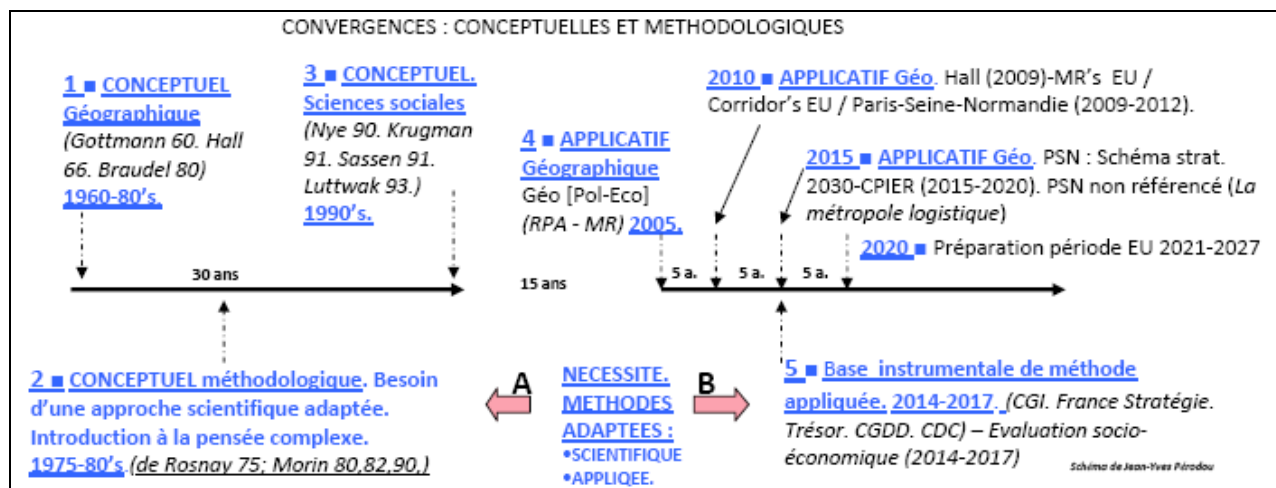 CONVERGENCES : CONCEPTUELLES ET METHODOLOGIQUES
1 ■ CONCEPTUEL
Géographique
(Gottmann 60. Hall
66. Braudel 80)
1960-80's.
3 ■ CONCEPTUEL.
Sciences sociales
(Nye 90. Krugman
91. Sassen 91.
Luttwak 93.)
1990's.
4 ■ APPLICATIF
Géographique
Géo [Pol-Eco]
(RPA - MR) 2005.
2010 ■ APPLICATIF Géo. Hall (2009)-MR's EU /
Corridor's EU / Paris-Seine-Normandie (2009-2012).
2015 ■ APPLICATIF Géo. PSN : Schéma strat.
2030-CPIER (2015-2020). PSN non référencé (La
métropole logistique)
2020 ■ Préparation période EU 2021-2027
30 ans
15 ans
5 a.
5 a.
5 a.
2 ■ CONCEPTUEL méthodologique. Besoin
d'une approche scientifique adaptée.
Introduction à la pensée complexe.
1975-80's.(de Rosnay 75; Morin 80,82,90,)
A
NECESSITE.
METHODES
ADAPTEES :
•SCIENTIFIQUE
•APPLIQEE.
B
5 ■ Base instrumentale de méthode
appliquée. 2014-2017. (CGI. France Stratégie.
Trésor. CGDD. CDC) – Evaluation socio-
économique (2014-2017)
Schéma de Jean-Yves Pérodou